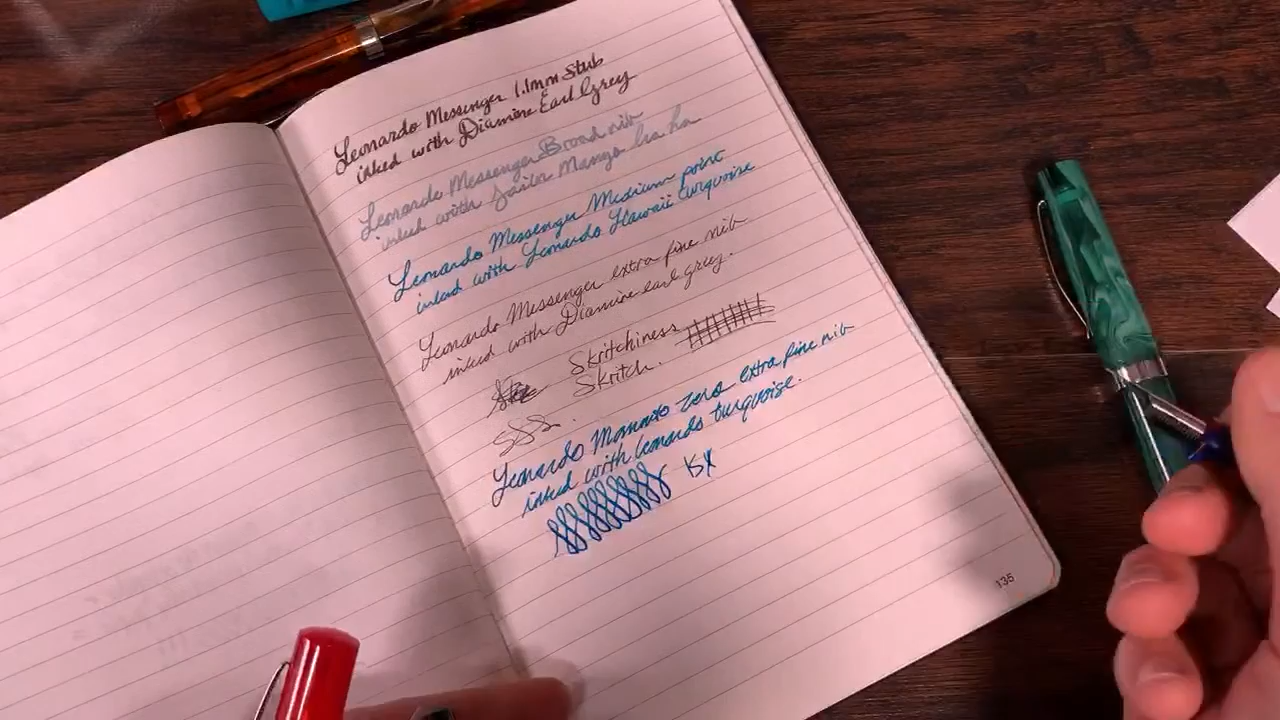 Leonardo Messenger 1.1mm Stub
inked with Diamine Earl Grey
Leonardo Messenger Broad nib
inked with Sailor Manyo ha ha
Leonardo Messenger Medium point
inked with Leonardo Hawaii turquoise
Leonardo Messenger extra fine nib
inked with Diamine earl grey.
Skritchiness
Skritch.
Leonardo Momento zero extra fine nib
inked with leonardo turquoise.
135